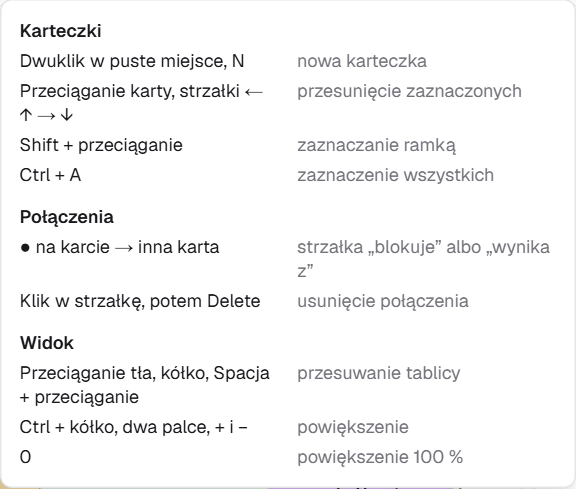 Karteczki
Dwuklik w puste miejsce, N
nowa karteczka
Przeciąganie karty, strzałki ←
↑ → ↓
przesunięcie zaznaczonych
Shift + przeciąganie
zaznaczanie ramką
Ctrl + A
zaznaczenie wszystkich
Połączenia
● na karcie → inna karta
strzałka „blokuje” albo „wynika
z”
Klik w strzałkę, potem Delete
usunięcie połączenia
Widok
Przeciąganie tła, kółko, Spacja
+ przeciąganie
przesuwanie tablicy
Ctrl + kółko, dwa palce, + i −
powiększenie
0
powiększenie 100 %